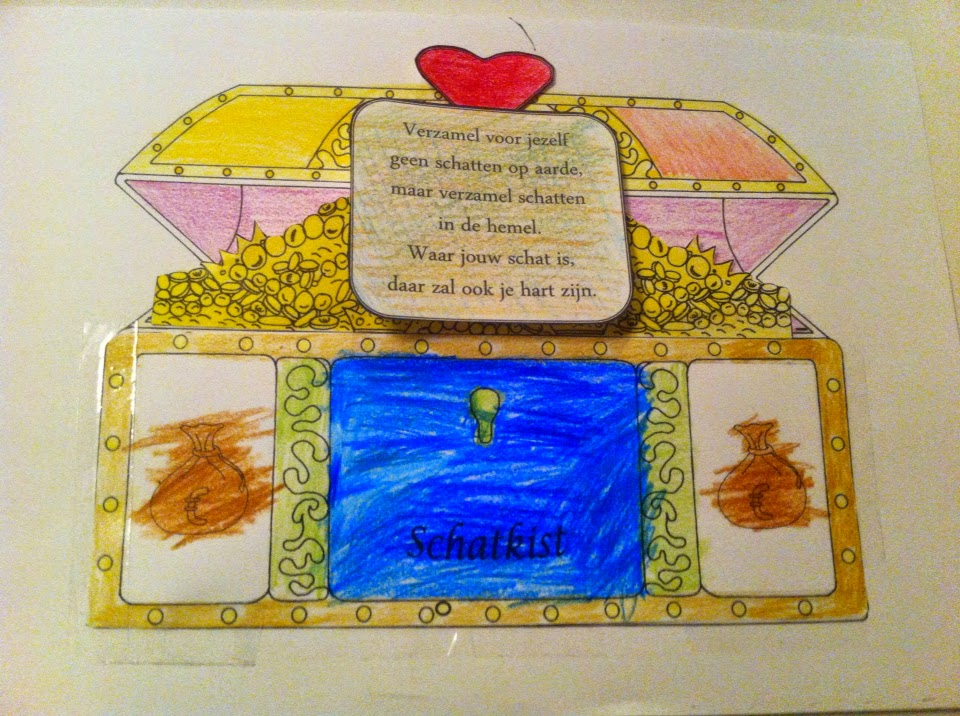 Verzamel voor jezelf
geen schatten op aarde,
maar verzamel schatten
in de hemel.
Waar jouw schat is,
daar zal ook je hart zijn.
€
€
Schatkist